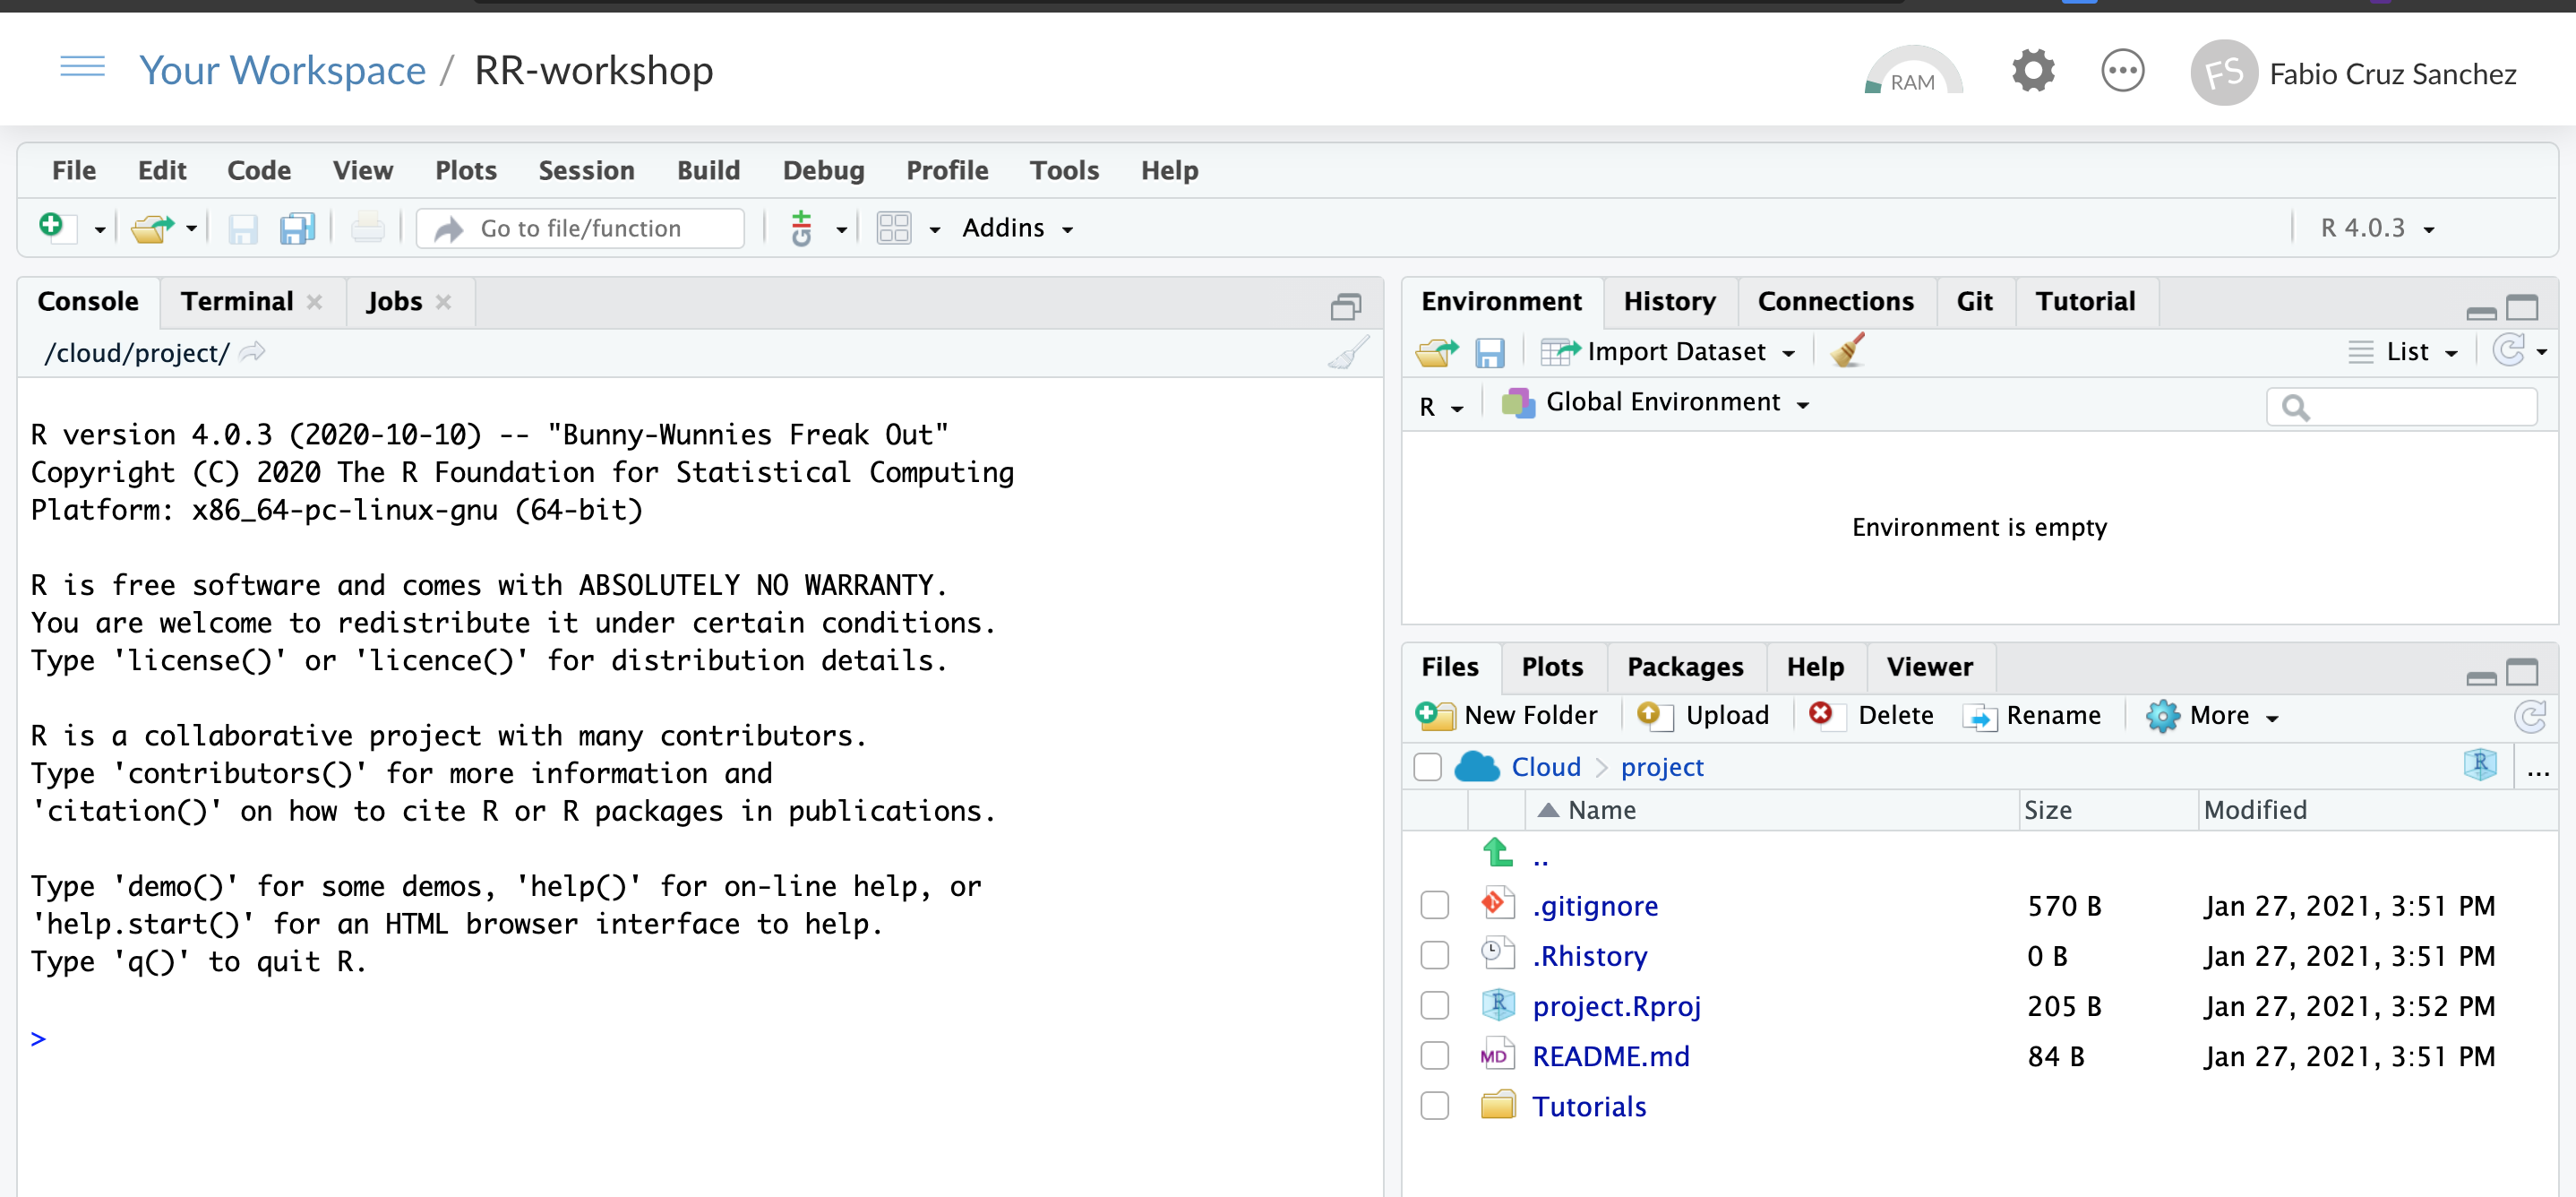 Your Workspace / RR-workshop
RAM
FS Fabio Cruz Sanchez
File Edit Code View Plots Session Build Debug Profile Tools Help
Go to file/function Addins R 4.0.3
Console Terminal Jobs
/cloud/project/
R version 4.0.3 (2020-10-10) -- "Bunny-Wunnies Freak Out"
Copyright (C) 2020 The R Foundation for Statistical Computing
Platform: x86_64-pc-linux-gnu (64-bit)
R is free software and comes with ABSOLUTELY NO WARRANTY.
You are welcome to redistribute it under certain conditions.
Type 'license()' or 'licence()' for distribution details.
R is a collaborative project with many contributors.
Type 'contributors()' for more information and
'citation()' on how to cite R or R packages in publications.
Type 'demo()' for some demos, 'help()' for on-line help, or
'help.start()' for an HTML browser interface to help.
Type 'q()' to quit R.
>
Environment History Connections Git Tutorial
Import Dataset List
R Global Environment
Environment is empty
Files Plots Packages Help Viewer
New Folder Upload Delete Rename More
Cloud > project R ...
Name Size Modified
..
.gitignore 570 B Jan 27, 2021, 3:51 PM
.Rhistory 0 B Jan 27, 2021, 3:51 PM
project.Rproj 205 B Jan 27, 2021, 3:52 PM
MD README.md 84 B Jan 27, 2021, 3:51 PM
Tutorials